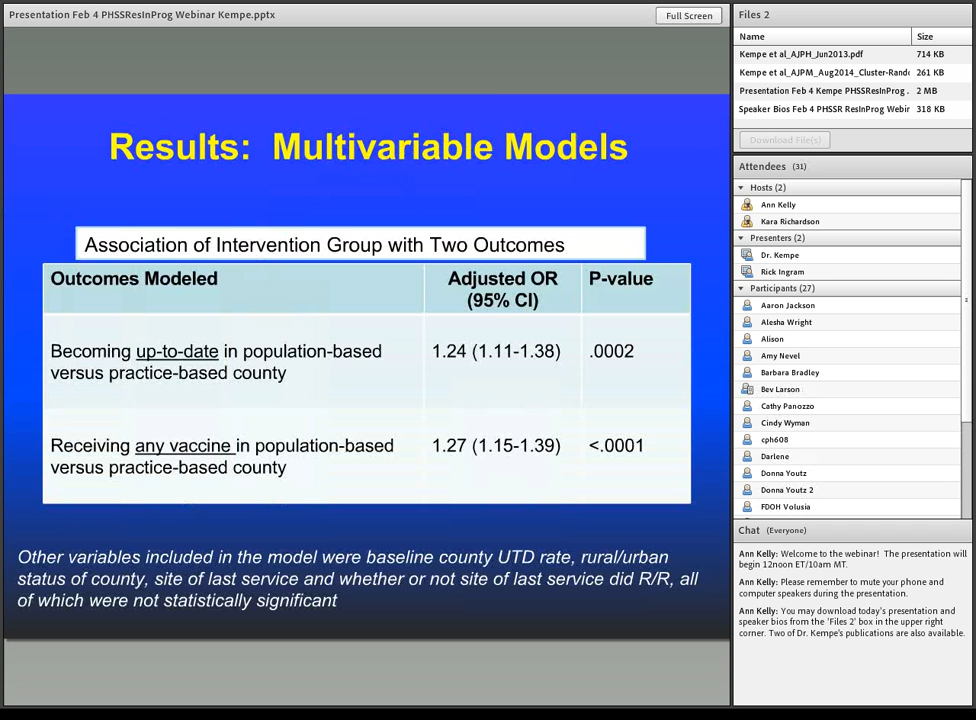 Presentation Feb 4 PHSSResInProg Webinar Kempe.pptx
Full Screen
Results:  Multivariable Models
Association of Intervention Group with Two Outcomes
Outcomes Modeled
Adjusted OR
(95% CI)
P-value
Becoming up-to-date in population-based
versus practice-based county
1.24 (1.11-1.38)
.0002
Receiving any vaccine in population-based
versus practice-based county
1.27 (1.15-1.39)
<.0001
Other variables included in the model were baseline county UTD rate, rural/urban
status of county, site of last service and whether or not site of last service did R/R, all
of which were not statistically significant
Files 2
Name Size
Kempe et al_AJPH_Jun2013.pdf 714 KB
Kempe et al_AJPM_Aug2014_Cluster-Rand 261 KB
Presentation Feb 4 Kempe PHSSResInProg . 2 MB
Speaker Bios Feb 4 PHSSR ResInProg Webir 318 KB
Download File(s)
Attendees (31)
Hosts (2)
Ann Kelly
Kara Richardson
Presenters (2)
Dr. Kempe
Rick Ingram
Participants (27)
Aaron Jackson
Alesha Wright
Alison
Amy Nevel
Barbara Bradley
Bev Larson
Cathy Panozzo
Cindy Wyman
cph608
Darlene
Donna Youtz
Donna Youtz 2
FDOH Volusia
Chat (Everyone)
Ann Kelly: Welcome to the webinar!  The presentation will
begin 12noon ET/10am MT.
Ann Kelly: Please remember to mute your phone and
computer speakers during the presentation.
Ann Kelly: You may download today's presentation and
speaker bios from the 'Files 2' box in the upper right
corner. Two of Dr. Kempe's publications are also available.